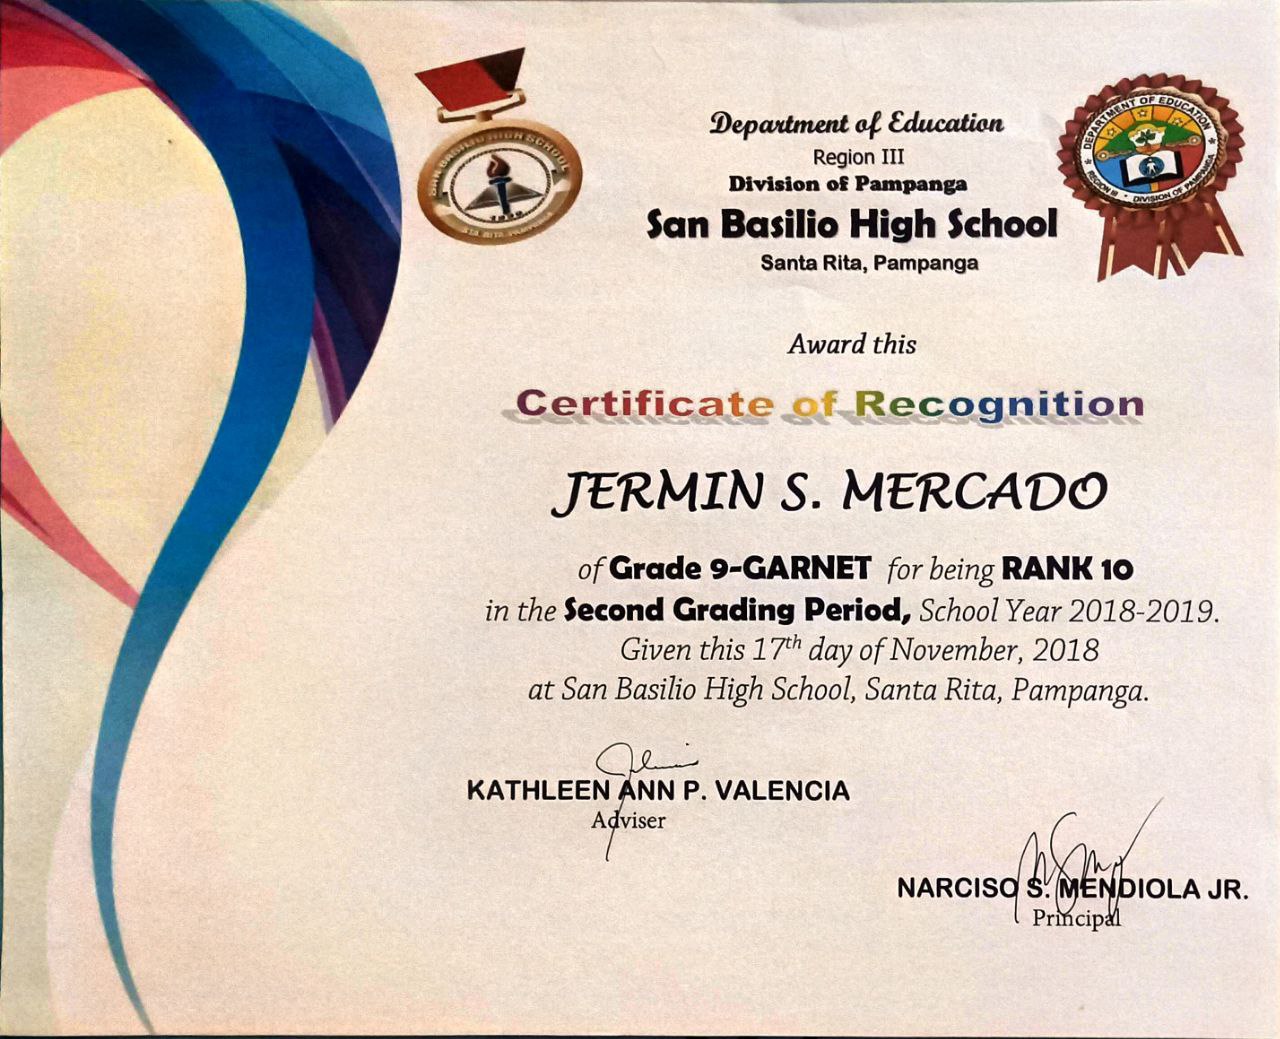 Department of Education
Region III
Division of Pampanga
San Basilio High School
Santa Rita, Pampanga
SAN BASILIO HIGH SCHOOL
STA. RITA, PAMPANGA
DEPARTMENT OF EDUCATION
REGION III * DIVISION OF PAMPANGA
Award this
Certificate of Recognition
JERMIN S. MERCADO
of Grade 9-GARNET for being RANK 10
in the Second Grading Period, School Year 2018-2019.
Given this 17th day of November, 2018
at San Basilio High School, Santa Rita, Pampanga.
KATHLEEN ANN P. VALENCIA
Adviser
NARCISO S. MENDIOLA JR.
Principal